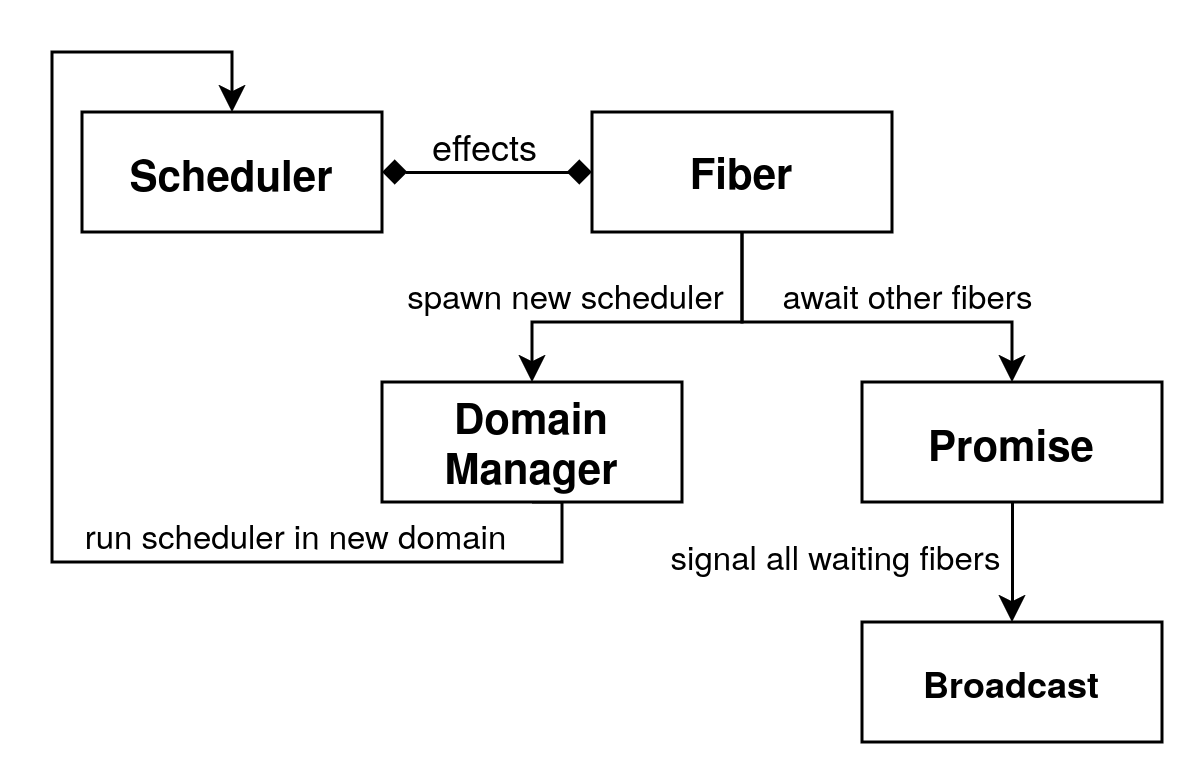 effects
Scheduler
Fiber
spawn new scheduler
await other fibers
Domain
Manager
Promise
run scheduler in new domain
signal all waiting fibers
Broadcast